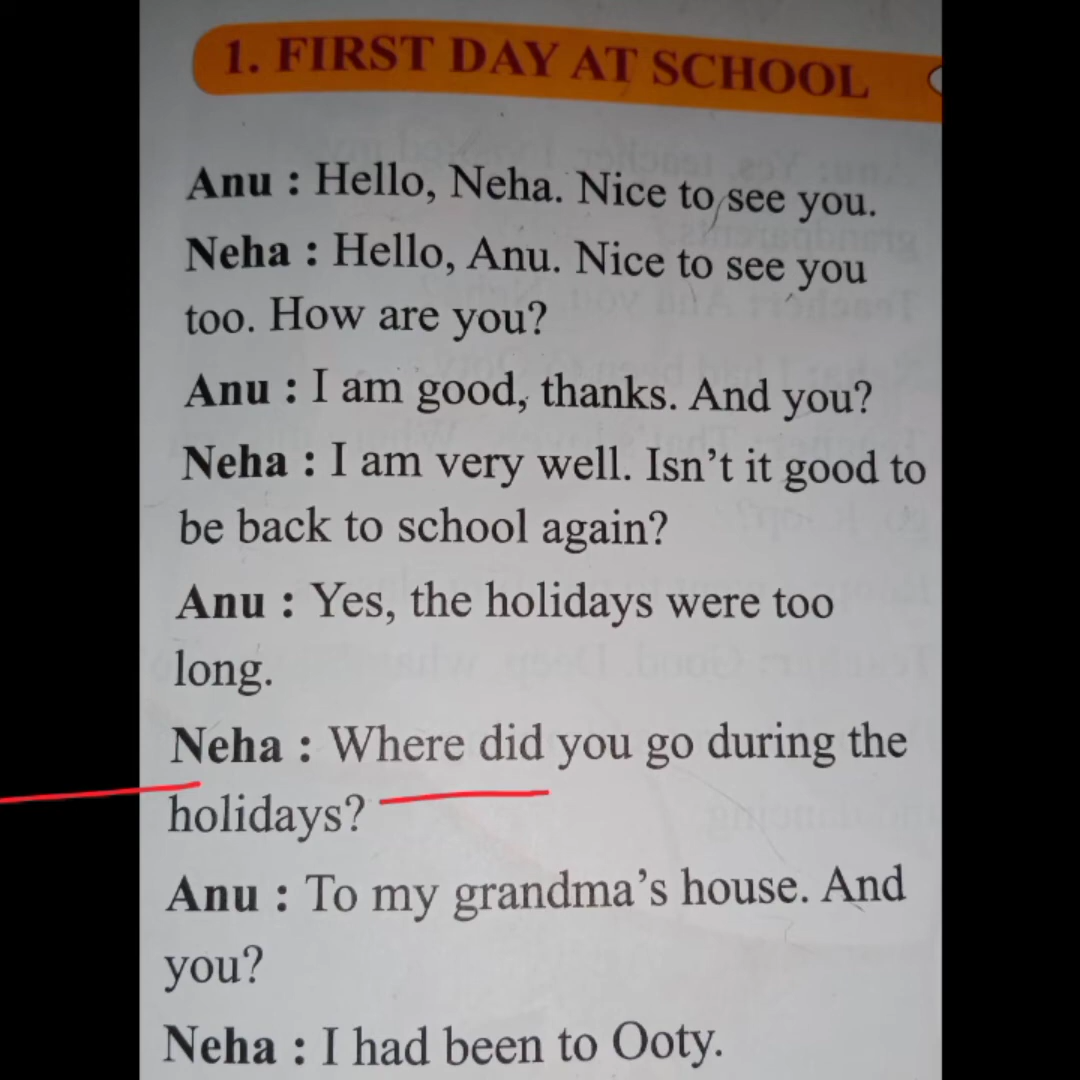 1. FIRST DAY AT SCHOOL
Anu : Hello, Neha. Nice to see you.
Neha : Hello, Anu. Nice to see you
too. How are you?
Anu : I am good, thanks. And you?
Neha : I am very well. Isn't it good to
be back to school again?
Anu : Yes, the holidays were too
long.
Neha : Where did you go during the
holidays?
Anu : To my grandma's house. And
you?
Neha : I had been to Ooty.